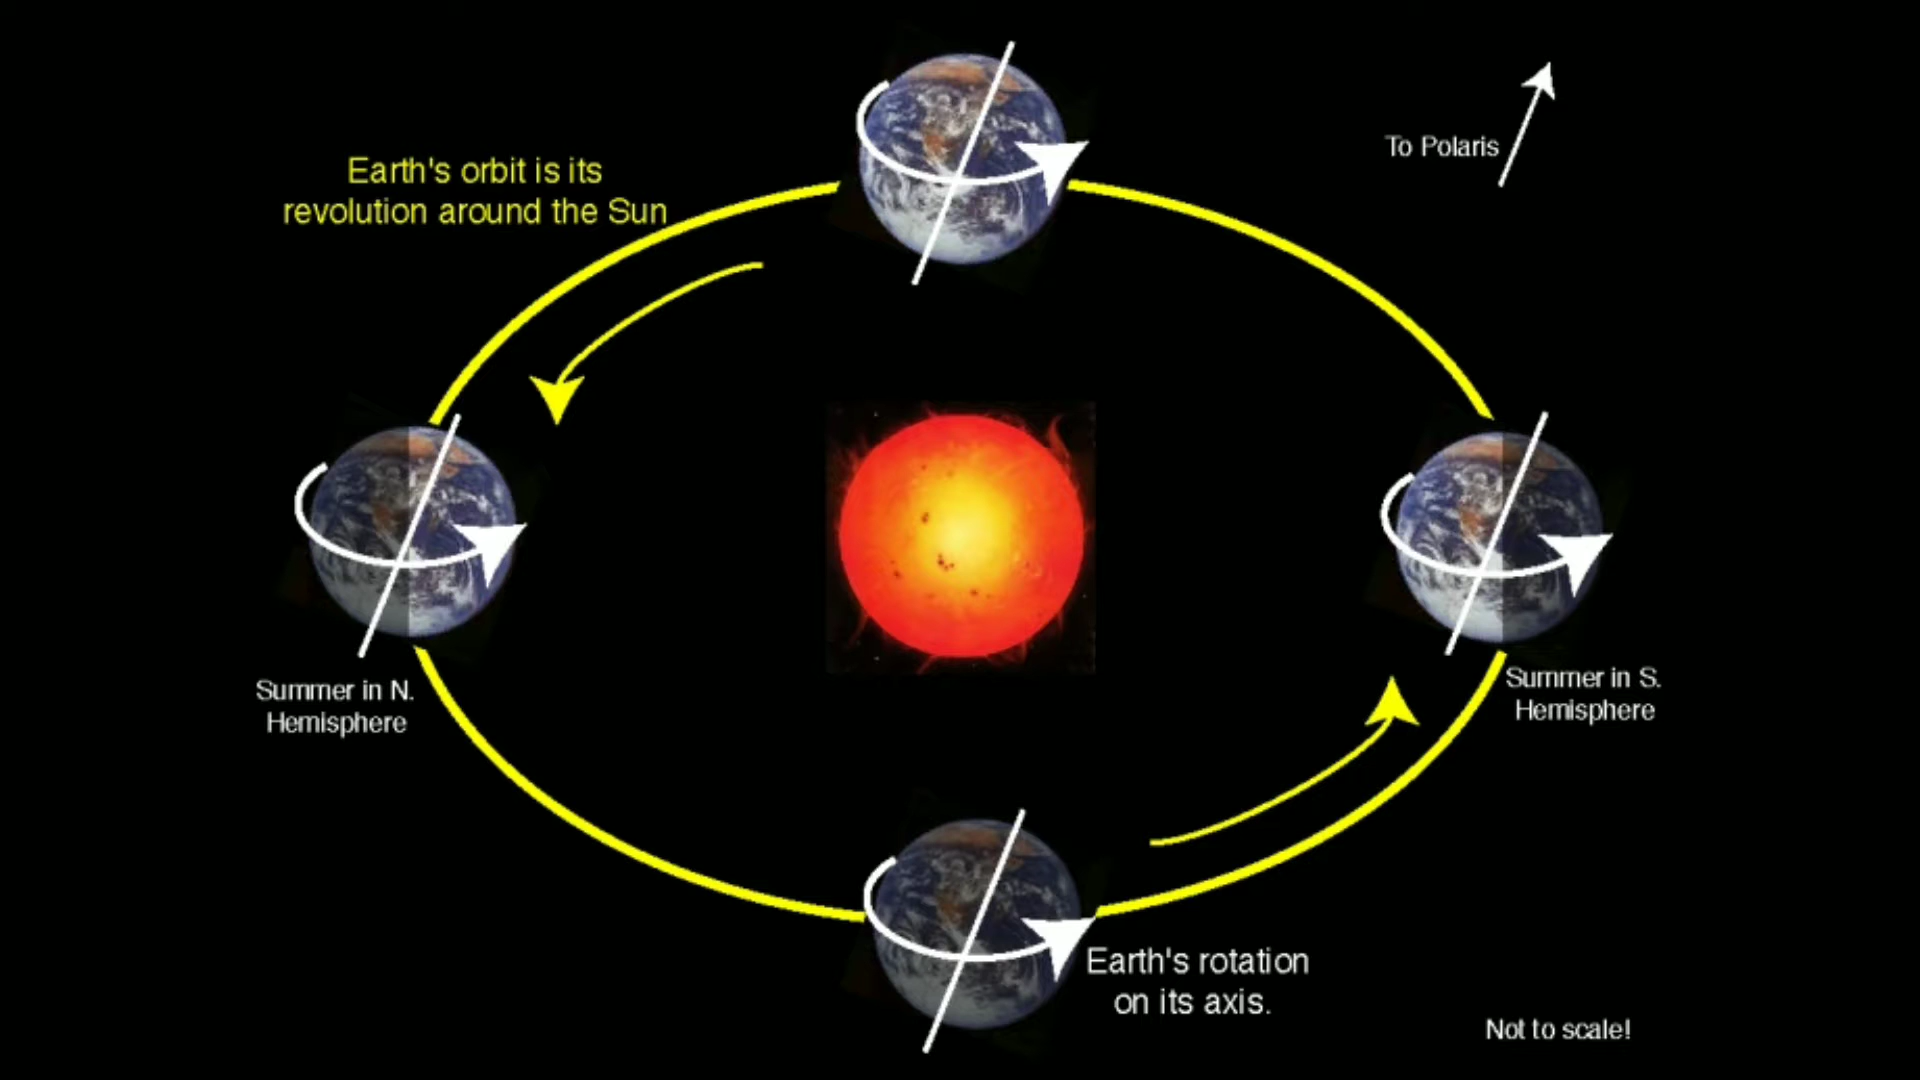 To Polaris
Earth's orbit is its
revolution around the Sun
Summer in N.
Hemisphere
Summer in S.
Hemisphere
Earth's rotation
on its axis.
Not to scale!